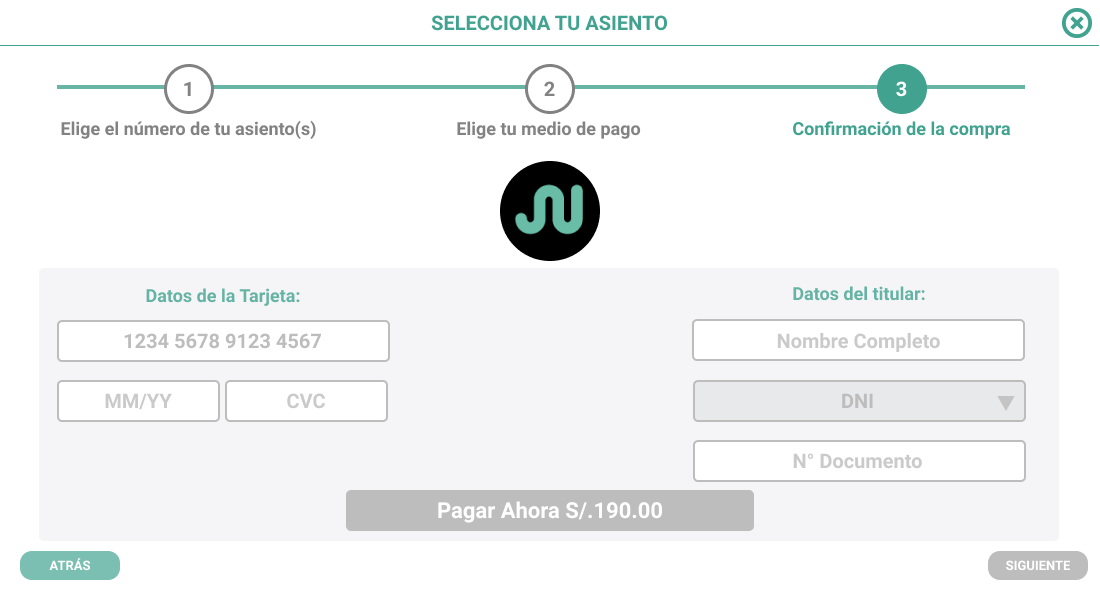 SELECCIONA TU ASIENTO
1
2
3
Elige el número de tu asiento(s)
Elige tu medio de pago
Confirmación de la compra
Datos de la Tarjeta:
1234 5678 9123 4567
MM/YY
CVC
Datos del titular:
Nombre Completo
DNI
N° Documento
Pagar Ahora S/.190.00
ATRÁS
SIGUIENTE